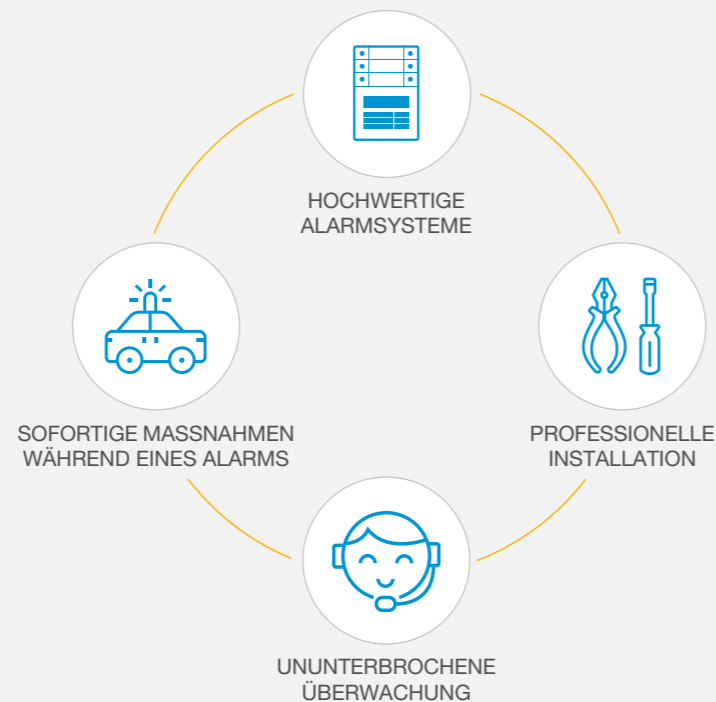 HOCHWERTIGE
ALARMSYSTEME
SOFORTIGE MASSNAHMEN
WÄHREND EINES ALARMS
PROFESSIONELLE
INSTALLATION
UNUNTERBROCHENE
ÜBERWACHUNG